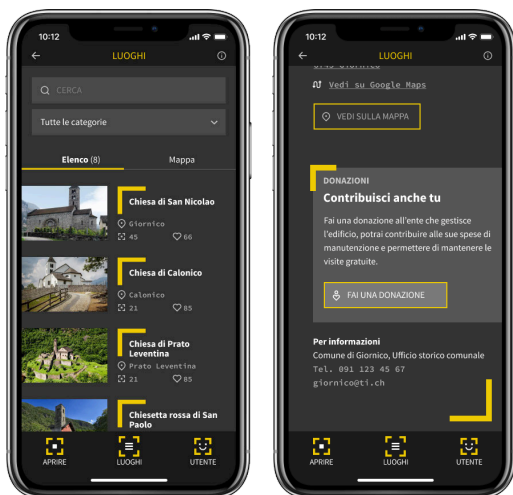 10:12
LUOGHI
CERCA
Tutte le categorie
Elenco (8)
Mappa
Chiesa di San Nicolao
Giornico
45
66
Chiesa di Calonico
Calonico
21
85
Chiesa di Prato
Leventina
Prato Leventina
21
85
Chiesetta rossa di San
Paolo
APRIRE
LUOGHI
UTENTE
10:12
LUOGHI
6745 Giornico
Vedi su Google Maps
VEDI SULLA MAPPA
DONAZIONI
Contribuisci anche tu
Fai una donazione all'ente che gestisce
l'edificio, potrai contribuire alle sue spese di
manutenzione e permettere di mantenere le
visite gratuite.
FAI UNA DONAZIONE
Per informazioni
Comune di Giornico, Ufficio storico comunale
Tel. 091 123 45 67
giornico@ti.ch
APRIRE
LUOGHI
UTENTE